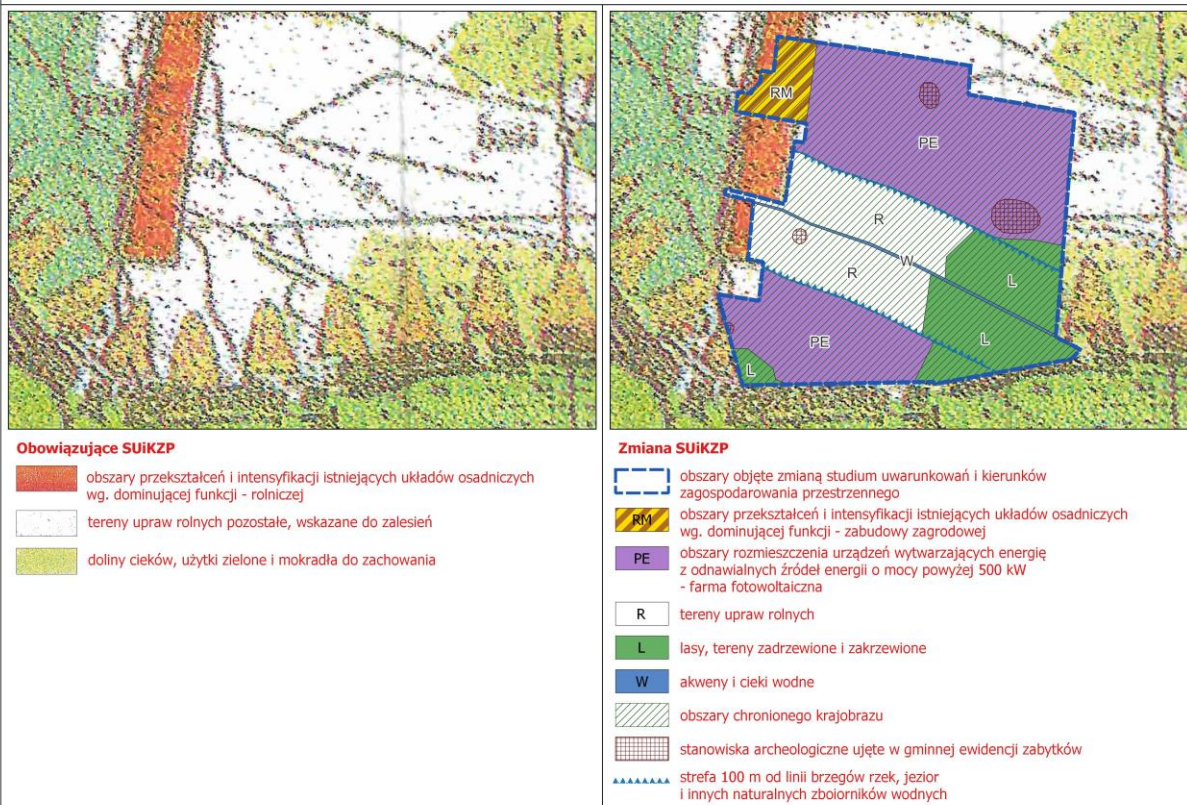 RM
PE
R
W
R
L
L
PE
L
Obowiązujące SUiKZP
obszary przekształceń i intensyfikacji istniejących układów osadniczych
wg. dominującej funkcji - rolniczej
tereny upraw rolnych pozostałe, wskazane do zalesień
doliny cieków, użytki zielone i mokradła do zachowania
Zmiana SUiKZP
obszary objęte zmianą studium uwarunkowań i kierunków
zagospodarowania przestrzennego
RM obszary przekształceń i intensyfikacji istniejących układów osadniczych
wg. dominującej funkcji - zabudowy zagrodowej
PE obszary rozmieszczenia urządzeń wytwarzających energię
z odnawialnych źródeł energii o mocy powyżej 500 kW
- farma fotowoltaiczna
R tereny upraw rolnych
L lasy, tereny zadrzewione i zakrzewione
W akweny i cieki wodne
obszary chronionego krajobrazu
stanowiska archeologiczne ujęte w gminnej ewidencji zabytków
strefa 100 m od linii brzegów rzek, jezior
i innych naturalnych zboiorników wodnych